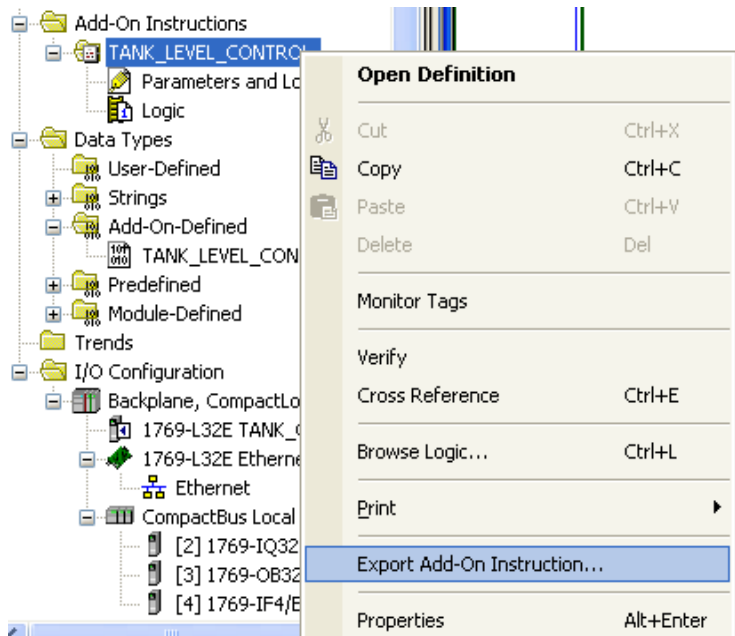 Add-On Instructions
TANK_LEVEL_CONTROL
Parameters and Lo
Logic
Data Types
User-Defined
Strings
Add-On-Defined
TANK_LEVEL_CON
Predefined
Module-Defined
Trends
I/O Configuration
Backplane, CompactLo
1769-L32E TANK_
1769-L32E Etherne
Ethernet
CompactBus Local
[2] 1769-IQ32
[3] 1769-OB32
[4] 1769-IF4/B
Open Definition
Cut Ctrl+X
Copy Ctrl+C
Paste Ctrl+V
Delete Del
Monitor Tags
Verify
Cross Reference Ctrl+E
Browse Logic... Ctrl+L
Print
Export Add-On Instruction...
Properties Alt+Enter